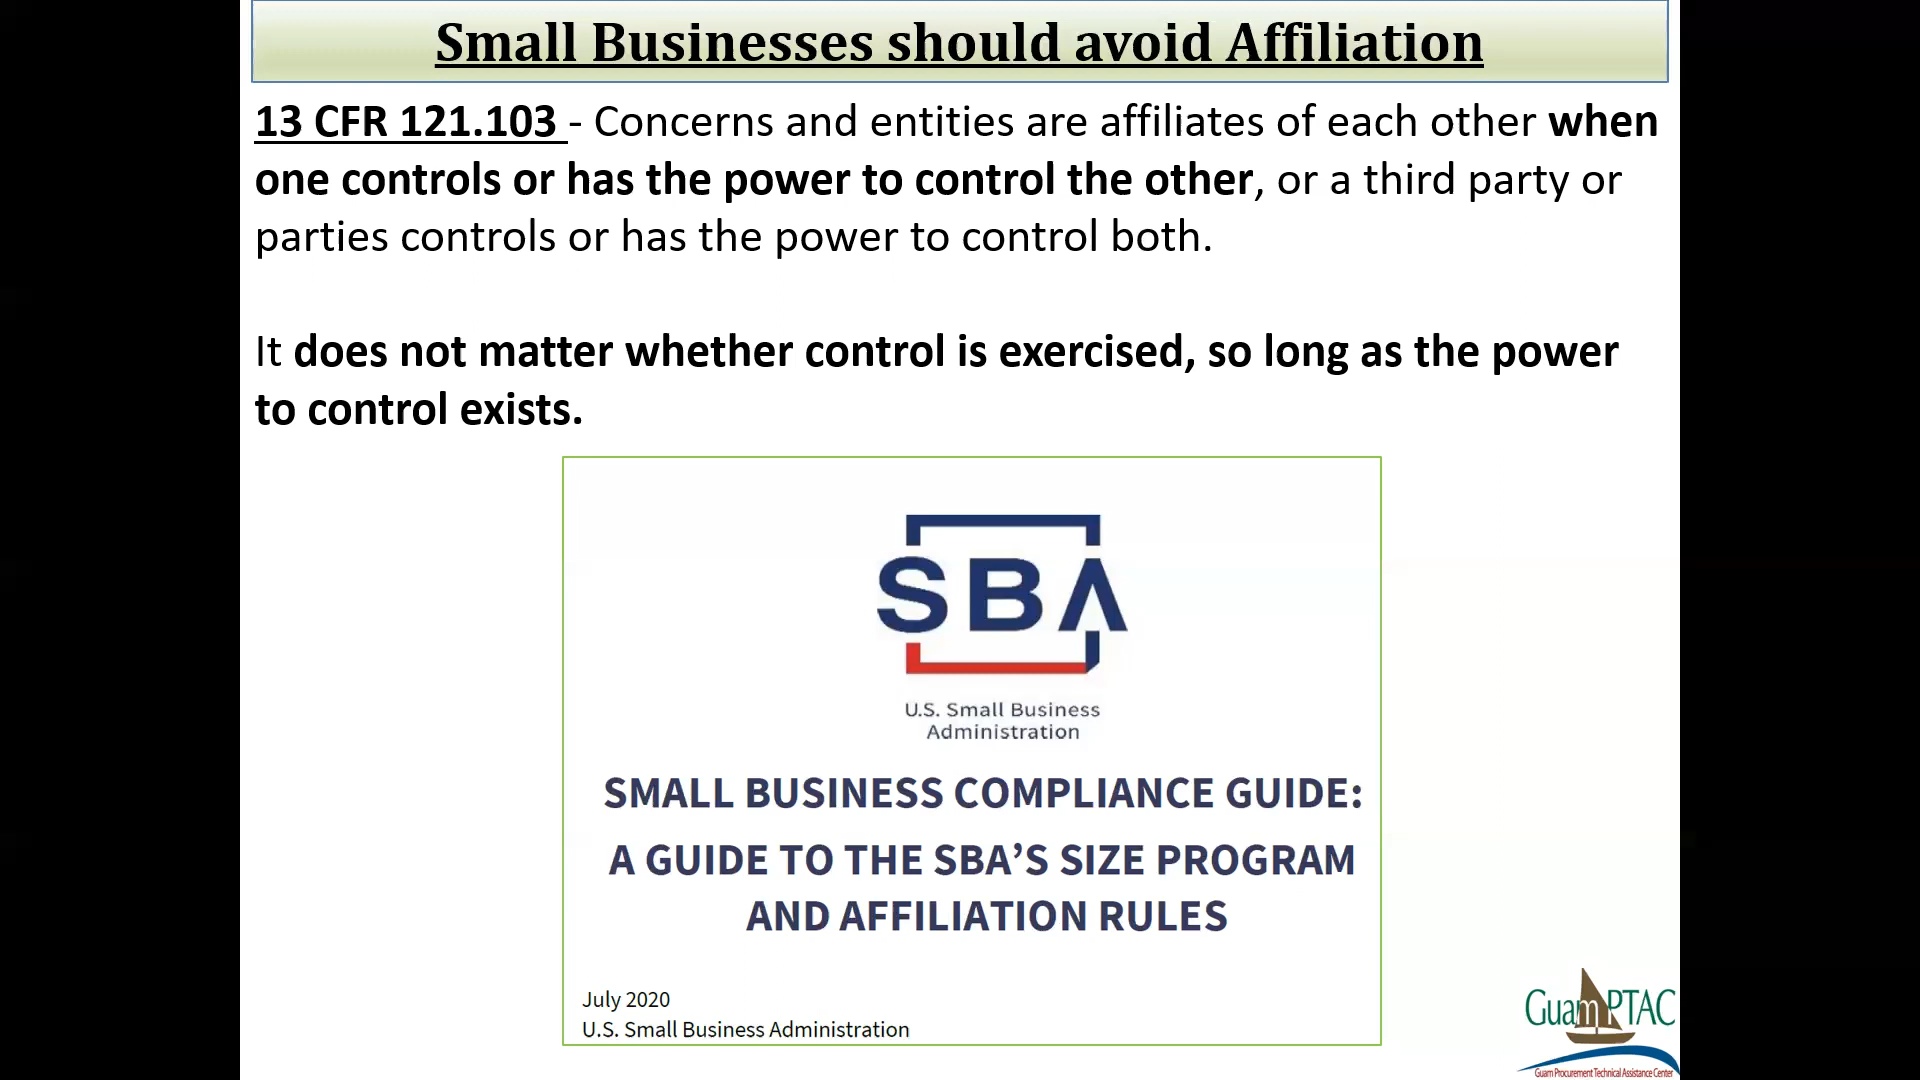 Small Businesses should avoid Affiliation
13 CFR 121.103 - Concerns and entities are affiliates of each other when
one controls or has the power to control the other, or a third party or
parties controls or has the power to control both.
It does not matter whether control is exercised, so long as the power
to control exists.
SBA
U.S. Small Business
Administration
SMALL BUSINESS COMPLIANCE GUIDE:
A GUIDE TO THE SBA’S SIZE PROGRAM
AND AFFILIATION RULES
July 2020
U.S. Small Business Administration
Guam PTAC
Guam Procurement Technical Assistance Center